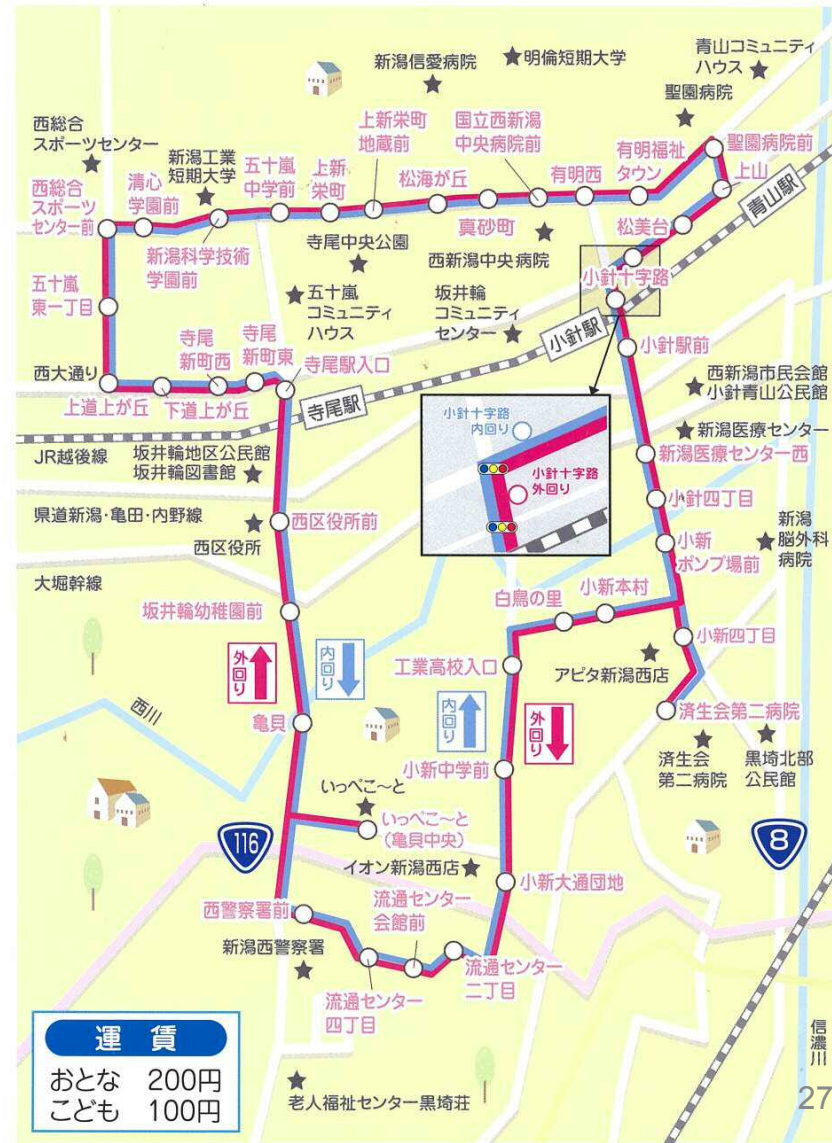 新潟信愛病院
明倫短期大学
青山コミュニティ
ハウス
聖園病院
西総合
スポーツセンター
新潟工業
短期大学
上新栄町
地蔵前
国立西新潟
中央病院前
有明福祉
タウン
聖園病院前
西総合
スポーツ
センター前
清心
学園前
五十嵐
中学前
上新
栄町
松海が丘
有明西
上山
青山駅
新潟科学技術
学園前
寺尾中央公園
真砂町
西新潟中央病院
松美台
小針十字路
五十嵐
東一丁目
五十嵐
コミュニティ
ハウス
坂井輪
コミュニティ
センター
小針駅
小針駅前
寺尾
新町西
寺尾
新町東
寺尾駅入口
西大通り
上道上が丘
下道上が丘
寺尾駅
西新潟市民会館
小針青山公民館
小針十字路
内回り
小針十字路
外回り
新潟医療センター
新潟医療センター西
JR越後線
坂井輪地区公民館
坂井輪図書館
小針四丁目
県道新潟・亀田・内野線
西区役所前
西区役所
小新
ポンプ場前
新潟
脳外科
病院
大堀幹線
坂井輪幼稚園前
白鳥の里
小新本村
小新四丁目
外回り
内回り
工業高校入口
アピタ新潟西店
西川
亀貝
内回り
外回り
済生会第二病院
済生会
第二病院
黒埼北部
公民館
小新中学前
いっぺこ～と
いっぺこ～と
(亀貝中央)
116
8
イオン新潟西店
小新大通団地
西警察署前
流通センター
会館前
新潟西警察署
流通センター
四丁目
流通センター
二丁目
運賃
おとな 200円
こども 100円
老人福祉センター黒埼荘
信濃川
27